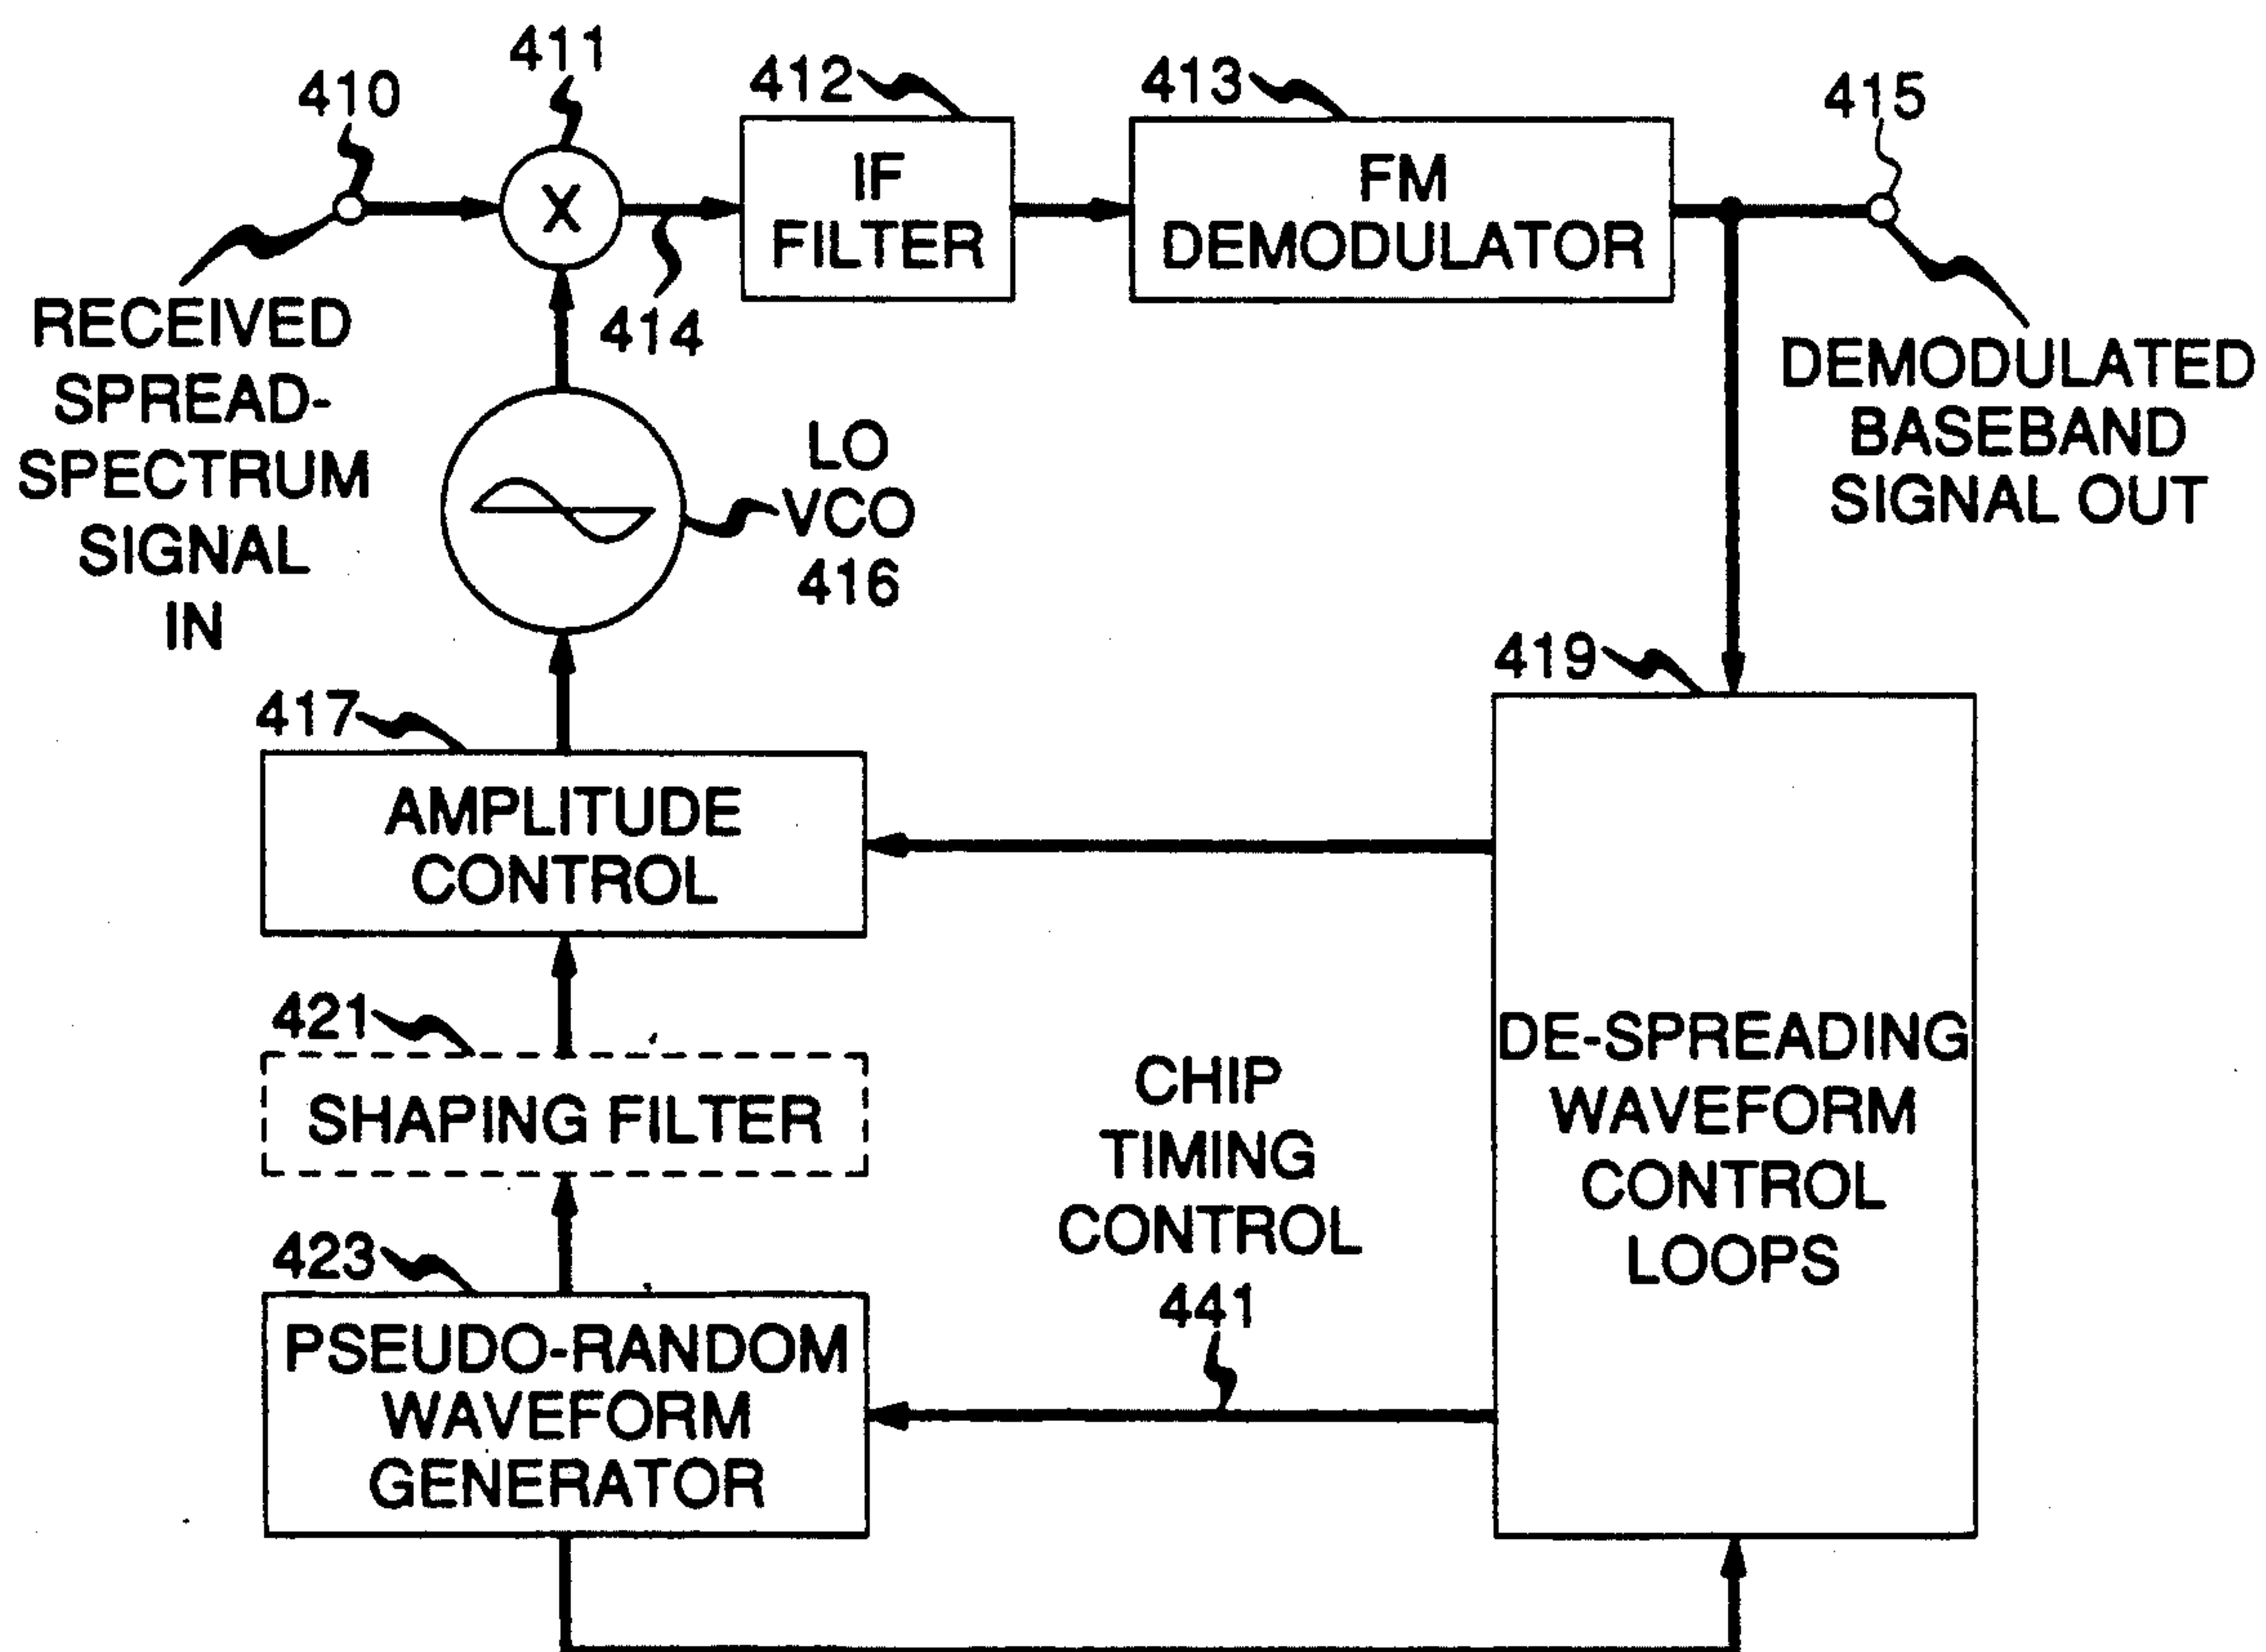 411
410
412
413
415
X
IF
FILTER
FM
DEMODULATOR
414
RECEIVED
SPREAD-
SPECTRUM
SIGNAL
IN
DEMODULATED
BASEBAND
SIGNAL OUT
LO
VCO
416
419
417
AMPLITUDE
CONTROL
421
SHAPING FILTER
CHIP
TIMING
CONTROL
441
DE-SPREADING
WAVEFORM
CONTROL
LOOPS
423
PSEUDO-RANDOM
WAVEFORM
GENERATOR